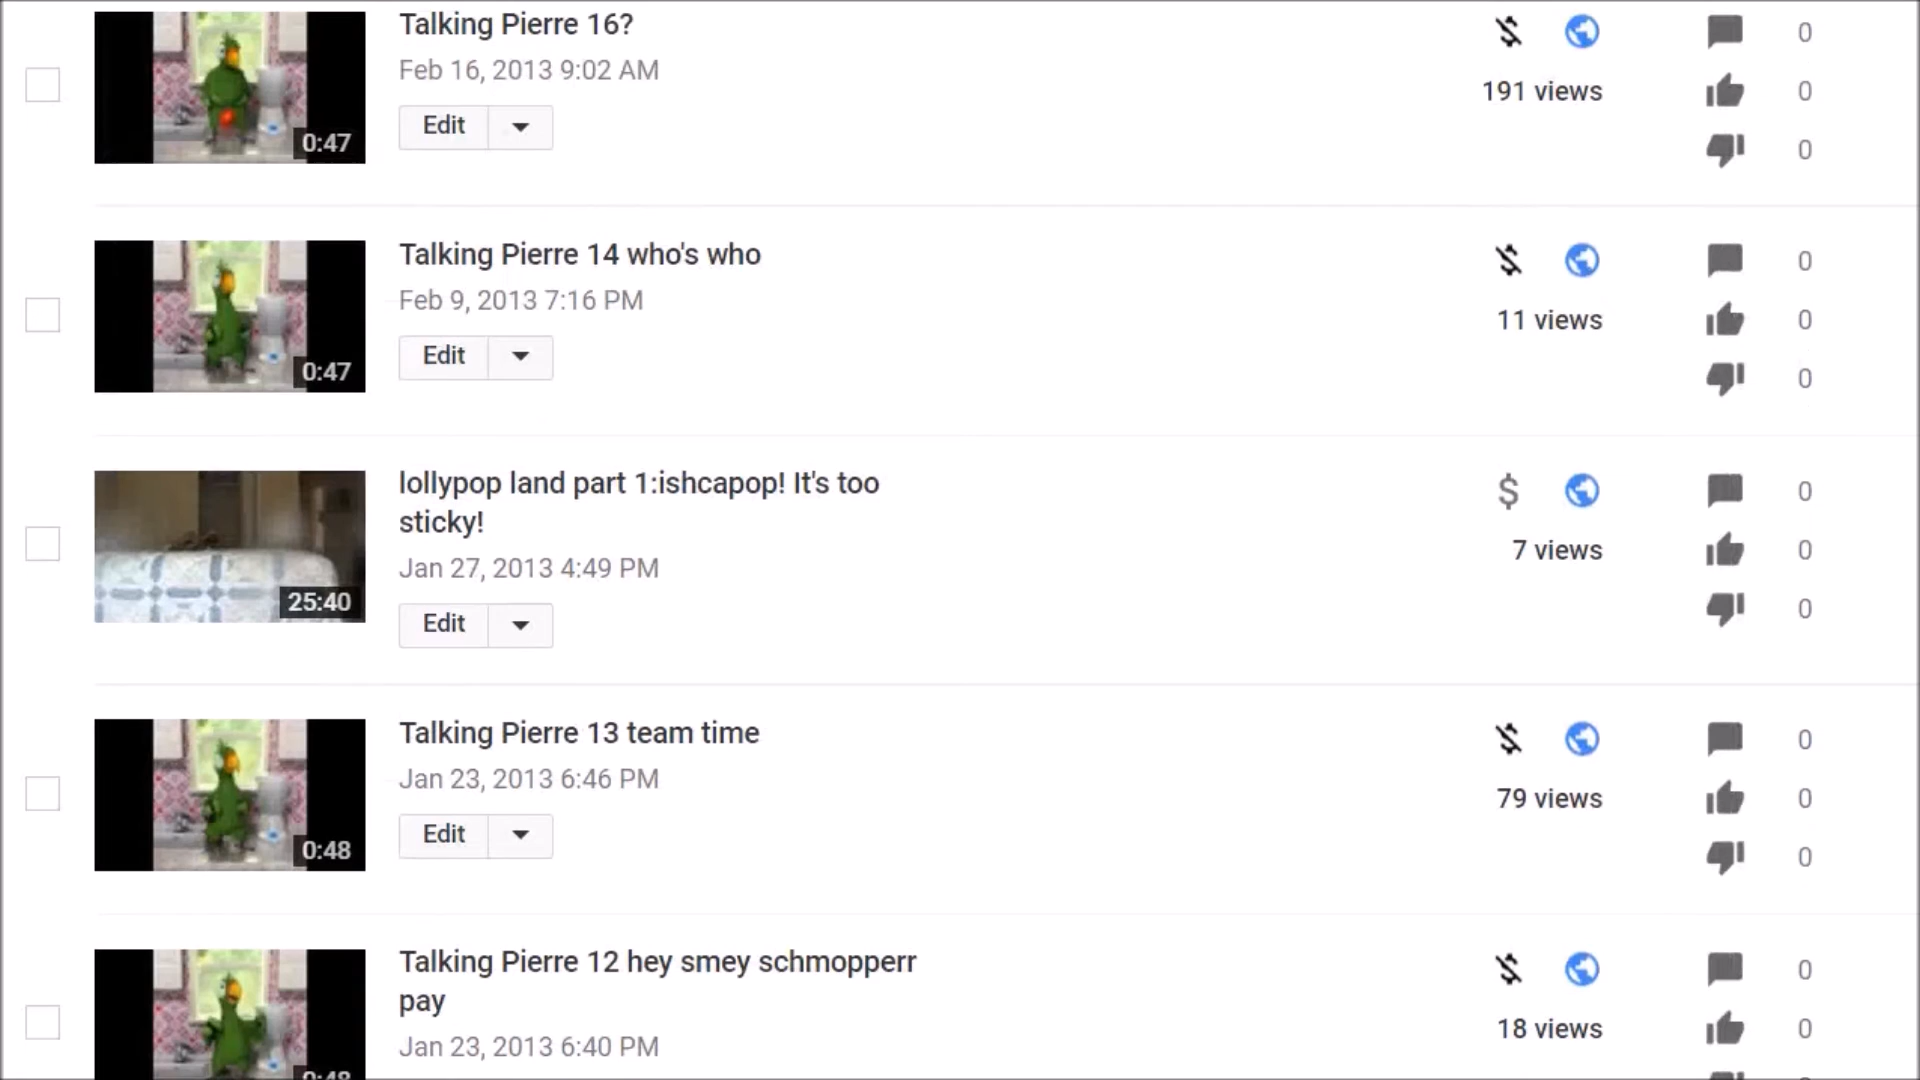 Talking Pierre 16?
Feb 16, 2013 9:02 AM
Edit
0:47
191 views
0
0
0
Talking Pierre 14 who's who
Feb 9, 2013 7:16 PM
Edit
0:47
11 views
0
0
0
lollypop land part 1:ishcapop! It's too
sticky!
Jan 27, 2013 4:49 PM
Edit
25:40
7 views
0
0
0
Talking Pierre 13 team time
Jan 23, 2013 6:46 PM
Edit
0:48
79 views
0
0
0
Talking Pierre 12 hey smey schmopperr
pay
Jan 23, 2013 6:40 PM
0:48
18 views
0
0